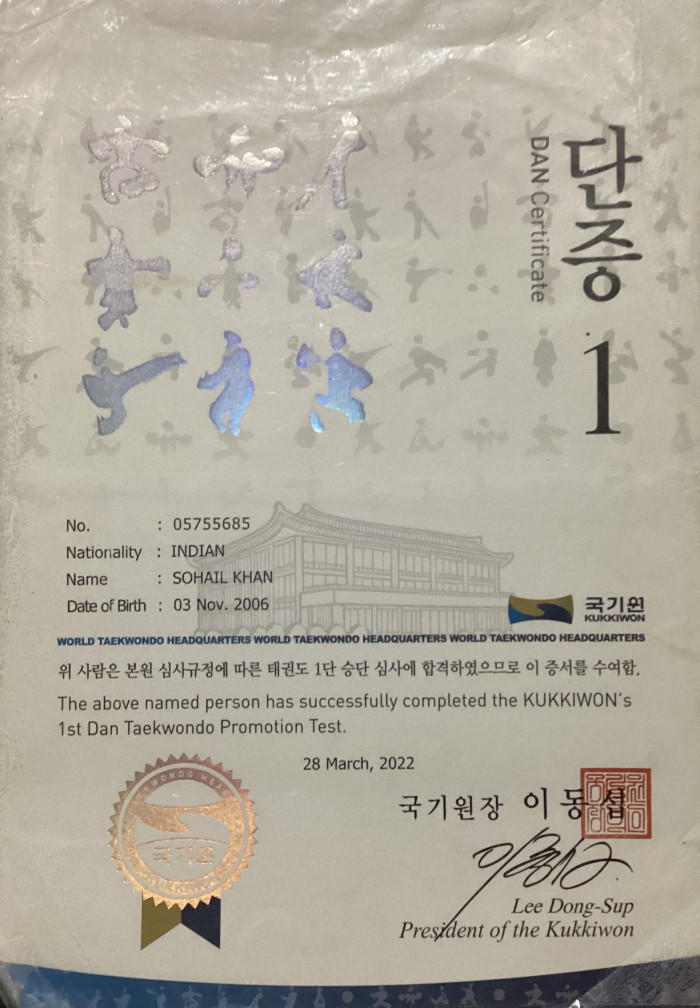 단증
DAN Certificate
1
No. : 05755685
Nationality : INDIAN
Name : SOHAIL KHAN
Date of Birth : 03 Nov. 2006
국기원
KUKKIWON
WORLD TAEKWONDO HEADQUARTERS WORLD TAEKWONDO HEADQUARTERS WORLD TAEKWONDO HEADQUARTERS
위 사람은 본원 심사규정에 따른 태권도 1단 승단 심사에 합격하였으므로 이 증서를 수여함.
The above named person has successfully completed the KUKKIWON's
1st Dan Taekwondo Promotion Test.
28 March, 2022
국기원장 이동섭
국기원
KUKKIWON
Lee Dong-Sup
President of the Kukkiwon